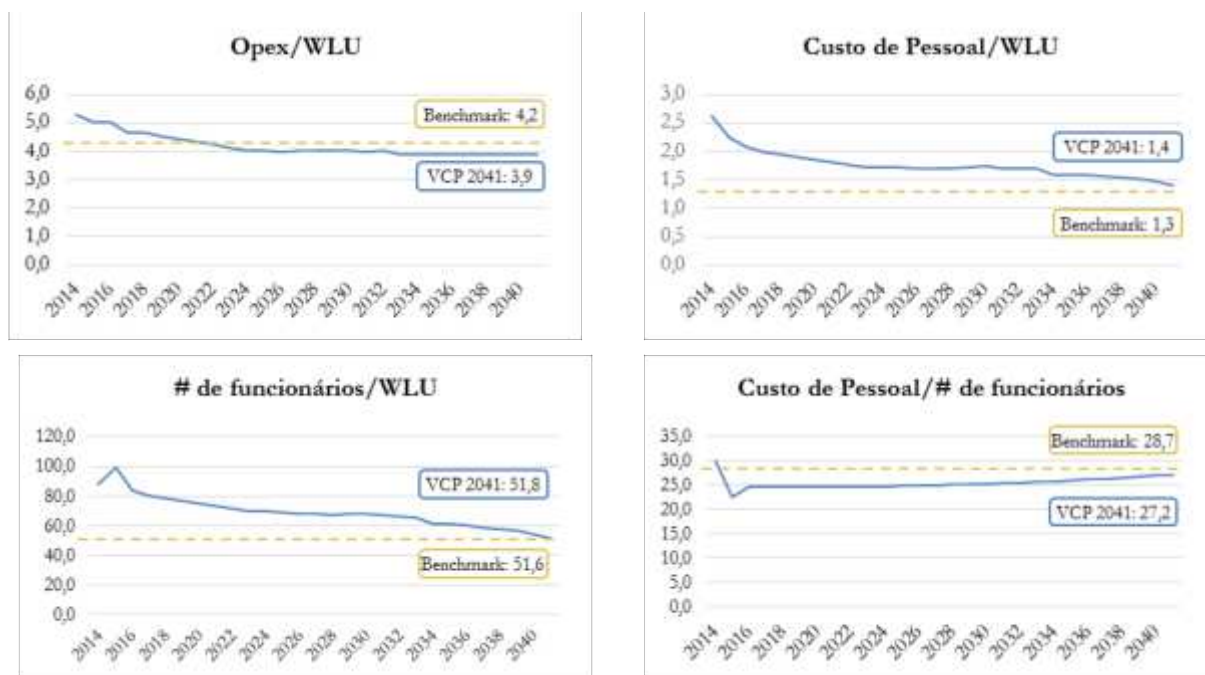 Opex/WLU
6,0
5,0
4,0
3,0
2,0
1,0
0,0
Benchmark: 4,2
VCP 2041: 3,9
2014 2016 2018 2020 2022 2024 2026 2028 2030 2032 2034 2036 2038 2040
Custo de Pessoal/WLU
3,0
2,5
2,0
1,5
1,0
0,5
0,0
VCP 2041: 1,4
Benchmark: 1,3
2014 2016 2018 2020 2022 2024 2026 2028 2030 2032 2034 2036 2038 2040
# de funcionários/WLU
120,0
100,0
80,0
60,0
40,0
20,0
0,0
VCP 2041: 51,8
Benchmark: 51,6
2014 2016 2018 2020 2022 2024 2026 2028 2030 2032 2034 2036 2038 2040
Custo de Pessoal/# de funcionários
35,0
30,0
25,0
20,0
15,0
10,0
5,0
0,0
Benchmark: 28,7
VCP 2041: 27,2
2014 2016 2018 2020 2022 2024 2026 2028 2030 2032 2034 2036 2038 2040